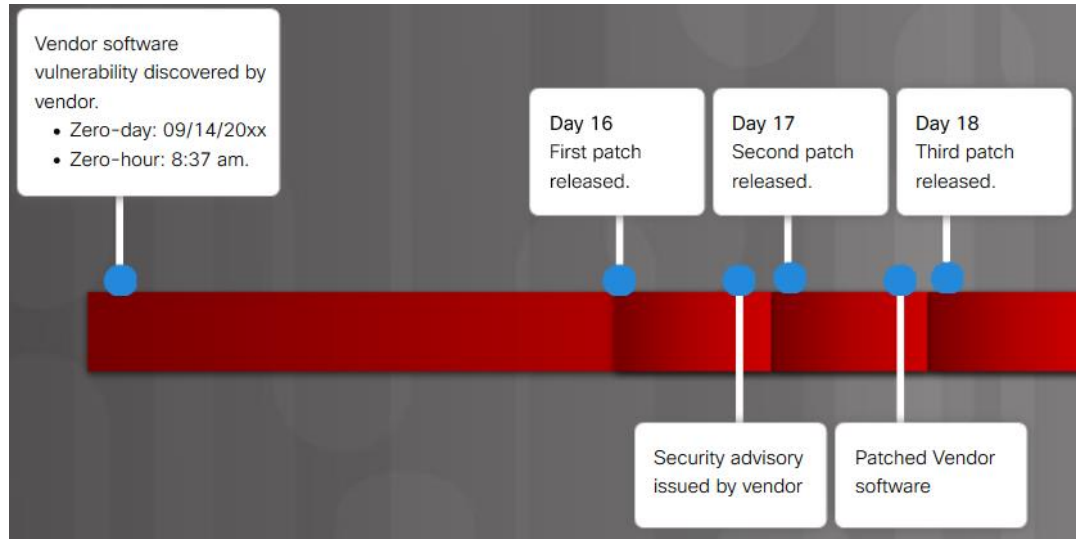 Vendor software
vulnerability discovered by
vendor.
• Zero-day: 09/14/20xx
• Zero-hour: 8:37 am.
Day 16
First patch
released.
Day 17
Second patch
released.
Day 18
Third patch
released.
Security advisory
issued by vendor
Patched Vendor
software